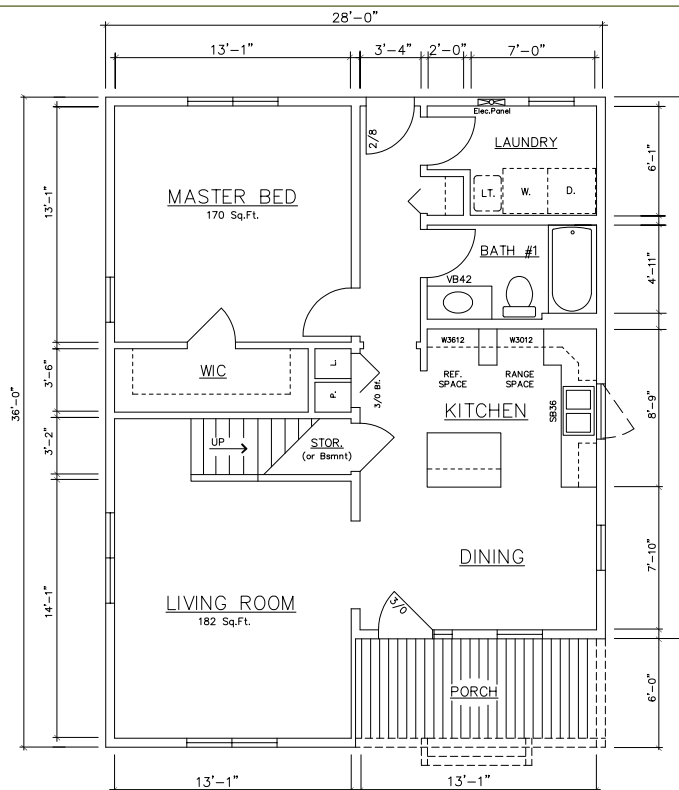 28'-0"
13'-1"
3'-4"
2'-0"
7'-0"
Elec.Panel
2/8
LAUNDRY
LT.
W.
D.
6'-1"
13'-1"
MASTER BED
170 Sq.Ft.
BATH #1
VB42
4'-11"
36'-0"
3'-6"
WIC
L.
P.
3/0 Bf.
W3612
W3012
REF.
SPACE
RANGE
SPACE
KITCHEN
SB36
8'-9"
3'-2"
UP
STOR.
(or Bsmnt)
14'-1"
LIVING ROOM
182 Sq.Ft.
DINING
3/0
7'-10"
PORCH
6'-0"
13'-1"
13'-1"